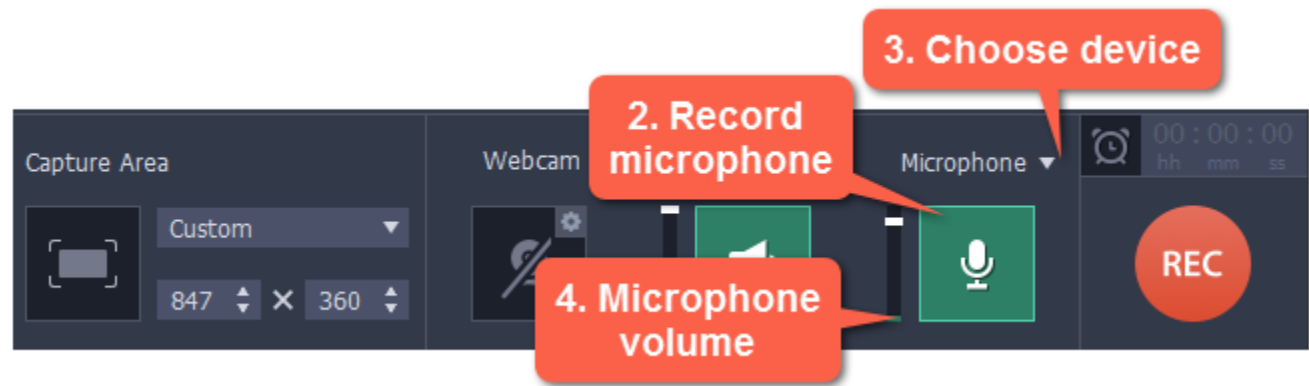 3. Choose device
2. Record
microphone
Capture Area
Webcam
Microphone
00:00:00
hh mm ss
Custom
847 × 360
REC
4. Microphone
volume